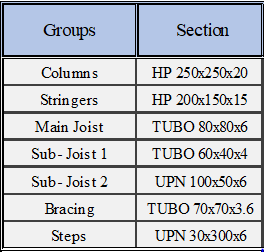 Groups Section
Columns HP 250x250x20
Stringers HP 200x150x15
Main Joist TUBO 80x80x6
Sub-Joist 1 TUBO 60x40x4
Sub-Joist 2 UPN 100x50x6
Bracing TUBO 70x70x3.6
Steps UPN 30x300x6